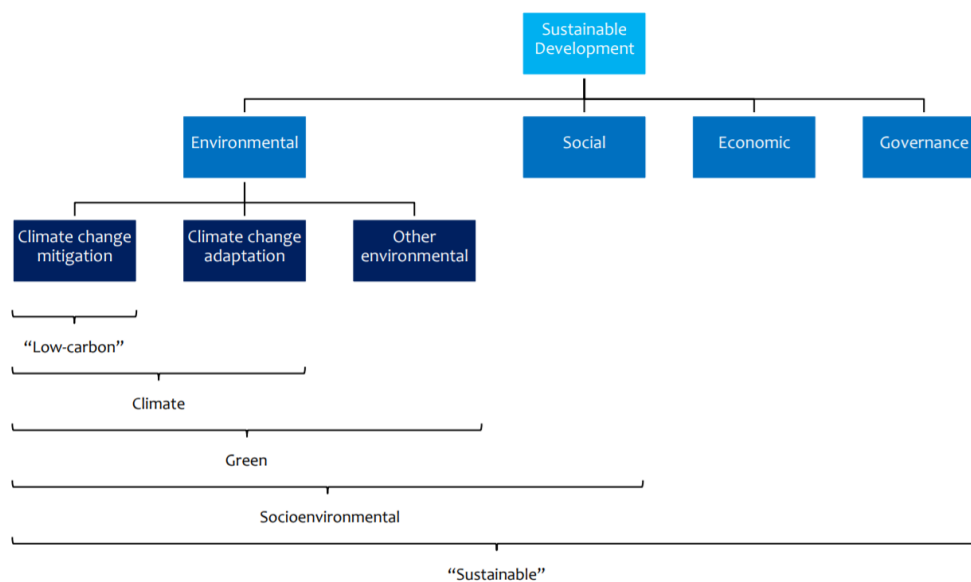 Sustainable
Development
Environmental
Social
Economic
Governance
Climate change
mitigation
Climate change
adaptation
Other
environmental
“Low-carbon”
Climate
Green
Socioenvironmental
“Sustainable”